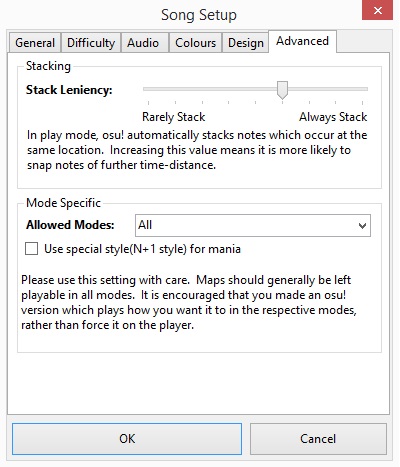 Song Setup
General Difficulty Audio Colours Design Advanced
Stacking
Stack Leniency:
Rarely Stack Always Stack
In play mode, osu! automatically stacks notes which occur at the
same location. Increasing this value means it is more likely to
snap notes of further time-distance.
Mode Specific
Allowed Modes: All
Use special style(N+1 style) for mania
Please use this setting with care. Maps should generally be left
playable in all modes. It is encouraged that you made an osu!
version which plays how you want it to in the respective modes,
rather than force it on the player.
OK Cancel